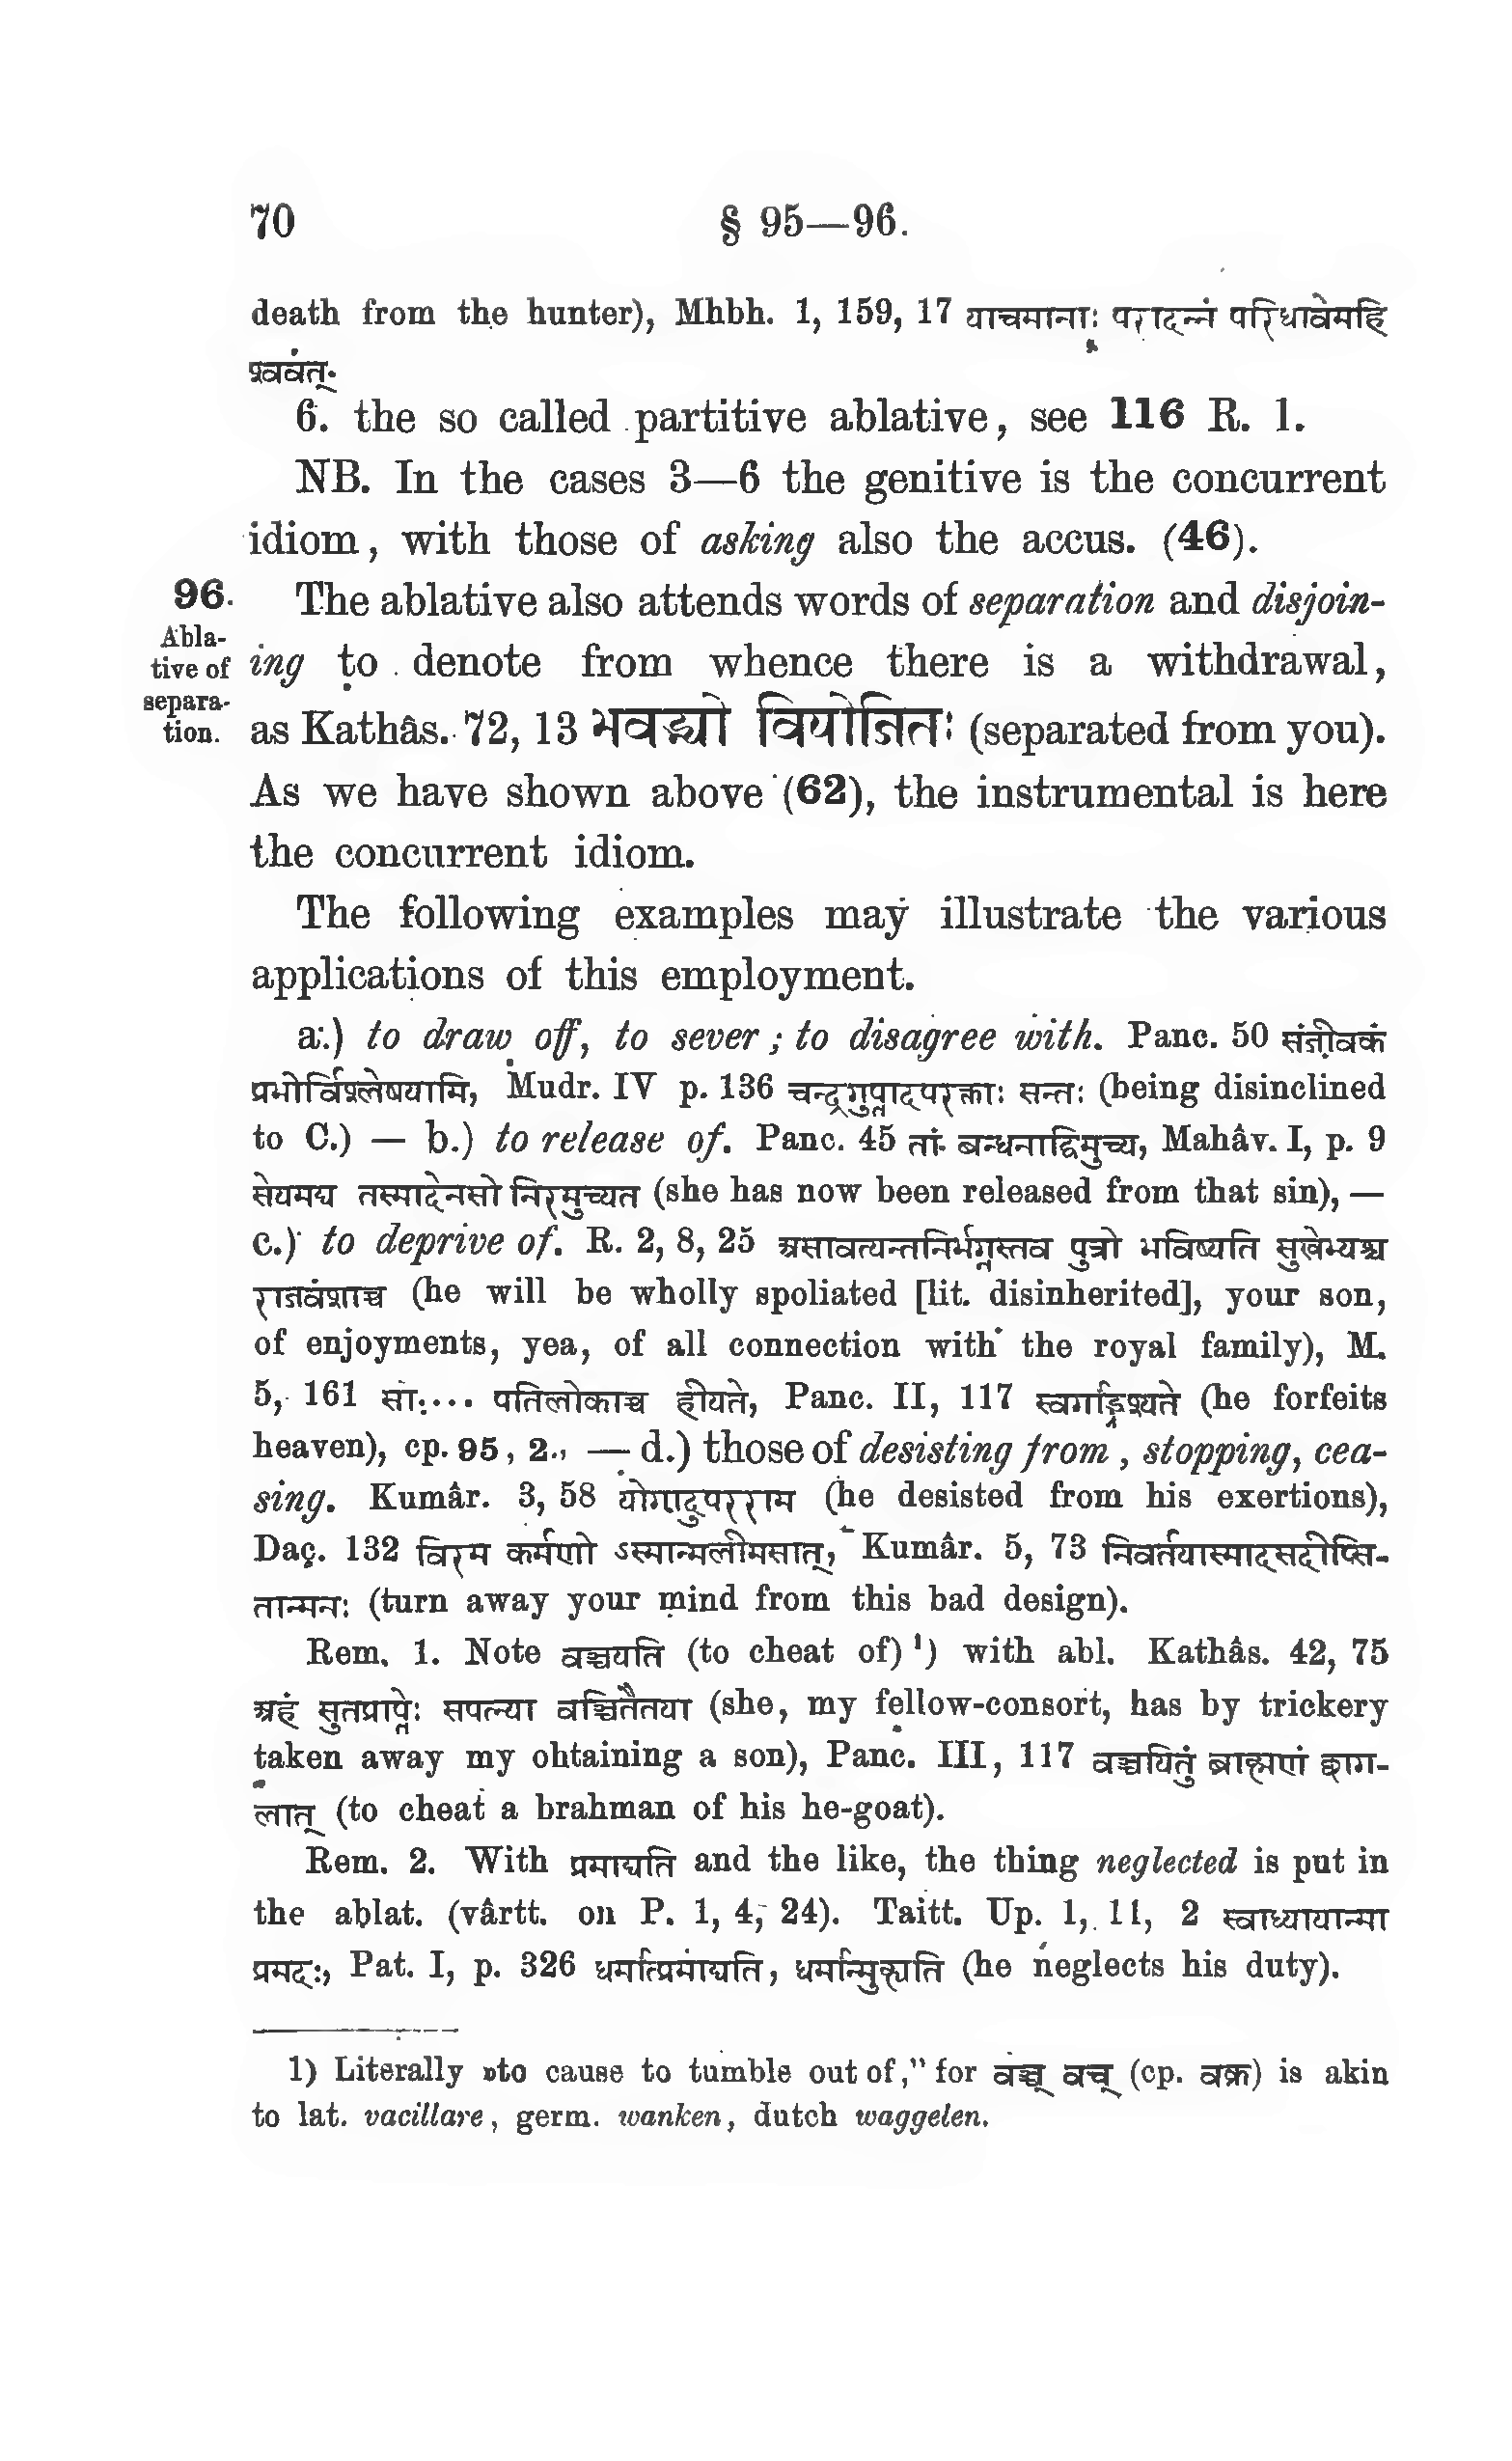 70 § 95—96.
death from the hunter), Mhbh. 1, 159, 17 याचमानाः परादन्नं परिधावेमहि
श्ववत्.
6. the so called partitive ablative, see 116 R. 1.
NB. In the cases 3—6 the genitive is the concurrent
idiom, with those of asking also the accus. (46).
96. The ablative also attends words of separation and disjoin-
Abla-
tive of
separa-
tion.
ing to denote from whence there is a withdrawal,
as Kathâs. 72, 13 भवद्भ्यो वियोजितः (separated from you).
As we have shown above (62), the instrumental is here
the concurrent idiom.
The following examples may illustrate the various
applications of this employment.
a.) to draw off, to sever; to disagree with. Panc. 50 संजीवकं
प्रभोर्विश्लेषयामि, Mudr. IV p. 136 चन्द्रगुप्तादपरक्ताः सन्तः (being disinclined
to C.) — b.) to release of. Panc. 45 तां बन्धनाद्विमुच्य, Mahâv. I, p. 9
सेयमद्य तस्मादेनसो निरमुच्यत (she has now been released from that sin), —
c.) to deprive of. R. 2, 8, 25 असावत्यन्तनिर्भग्नस्तव पुत्रो भविष्यति सुखेभ्यश्च
राजवंशाच्च (he will be wholly spoliated [lit. disinherited], your son,
of enjoyments, yea, of all connection with the royal family), M.
5, 161 सा.... पतिलोकाच्च हीयते, Panc. II, 117 स्वर्गाद्भ्रश्यते (he forfeits
heaven), cp. 95, 2., — d.) those of desisting from, stopping, cea-
sing. Kumâr. 3, 58 योगादुपरराम (he desisted from his exertions),
Daç. 132 विरम कर्मणो ऽस्मान्मलीमसात्, Kumâr. 5, 73 निवर्तयास्मादसदीप्सि-
तान्मनः (turn away your mind from this bad design).
Rem. 1. Note वञ्चयति (to cheat of) ¹) with abl. Kathâs. 42, 75
अहं सुतप्राप्तेः सपत्न्या वञ्चितैतया (she, my fellow-consort, has by trickery
taken away my ohtaining a son), Panc. III, 117 वञ्चयितुं ब्राह्मणं छाग-
लात् (to cheat a brahman of his he-goat).
Rem. 2. With प्रमाद्यति and the like, the thing neglected is put in
the ablat. (vârtt. on P. 1, 4, 24). Taitt. Up. 1, 11, 2 स्वाध्यायान्मा
प्रमदः, Pat. I, p. 326 धर्मात्प्रमाद्यति, धर्मान्मुह्यति (he neglects his duty).
1) Literally »to cause to tumble out of," for वञ्च् वच् (cp. वक्र) is akin
to lat. vacillare, germ. wanken, dutch waggelen.